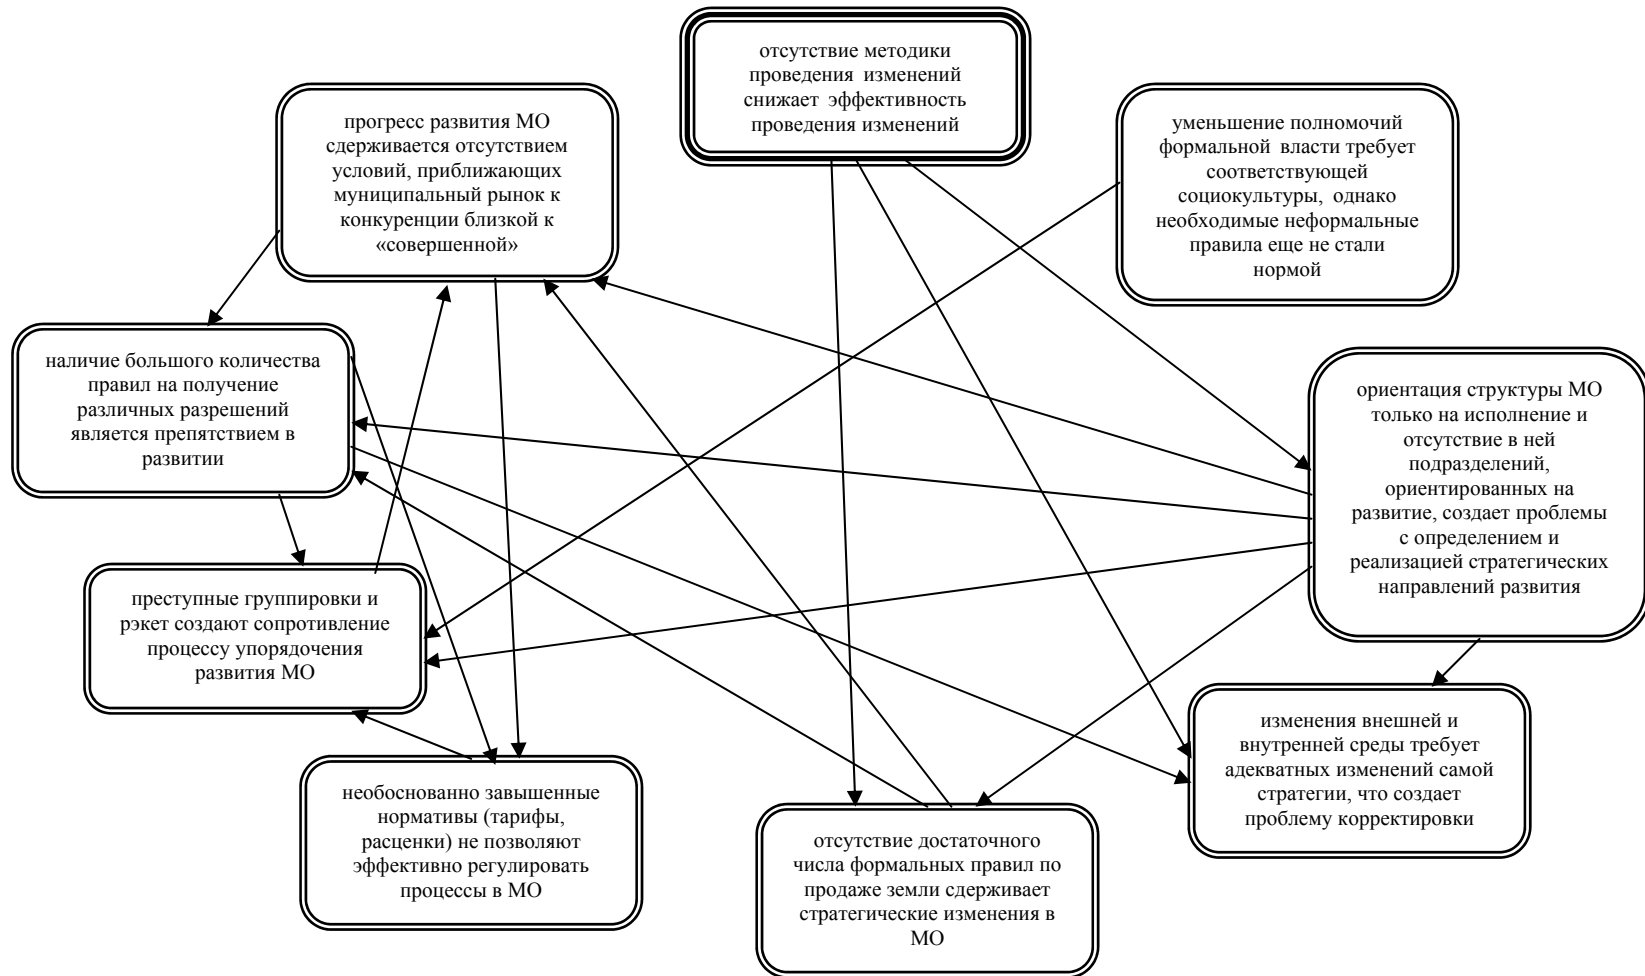 отсутствие методики
проведения изменений
снижает эффективность
проведения изменений
прогресс развития МО
сдерживается отсутствием
условий, приближающих
муниципальный рынок к
конкуренции близкой к
«совершенной»
уменьшение полномочий
формальной власти требует
соответствующей
социокультуры, однако
необходимые неформальные
правила еще не стали
нормой
наличие большого количества
правил на получение
различных разрешений
является препятствием в
развитии
ориентация структуры МО
только на исполнение и
отсутствие в ней
подразделений,
ориентированных на
развитие, создает проблемы
с определением и
реализацией стратегических
направлений развития
преступные группировки и
рэкет создают сопротивление
процессу упорядочения
развития МО
изменения внешней и
внутренней среды требует
адекватных изменений самой
стратегии, что создает
проблему корректировки
необоснованно завышенные
нормативы (тарифы,
расценки) не позволяют
эффективно регулировать
процессы в МО
отсутствие достаточного
числа формальных правил по
продаже земли сдерживает
стратегические изменения в
МО